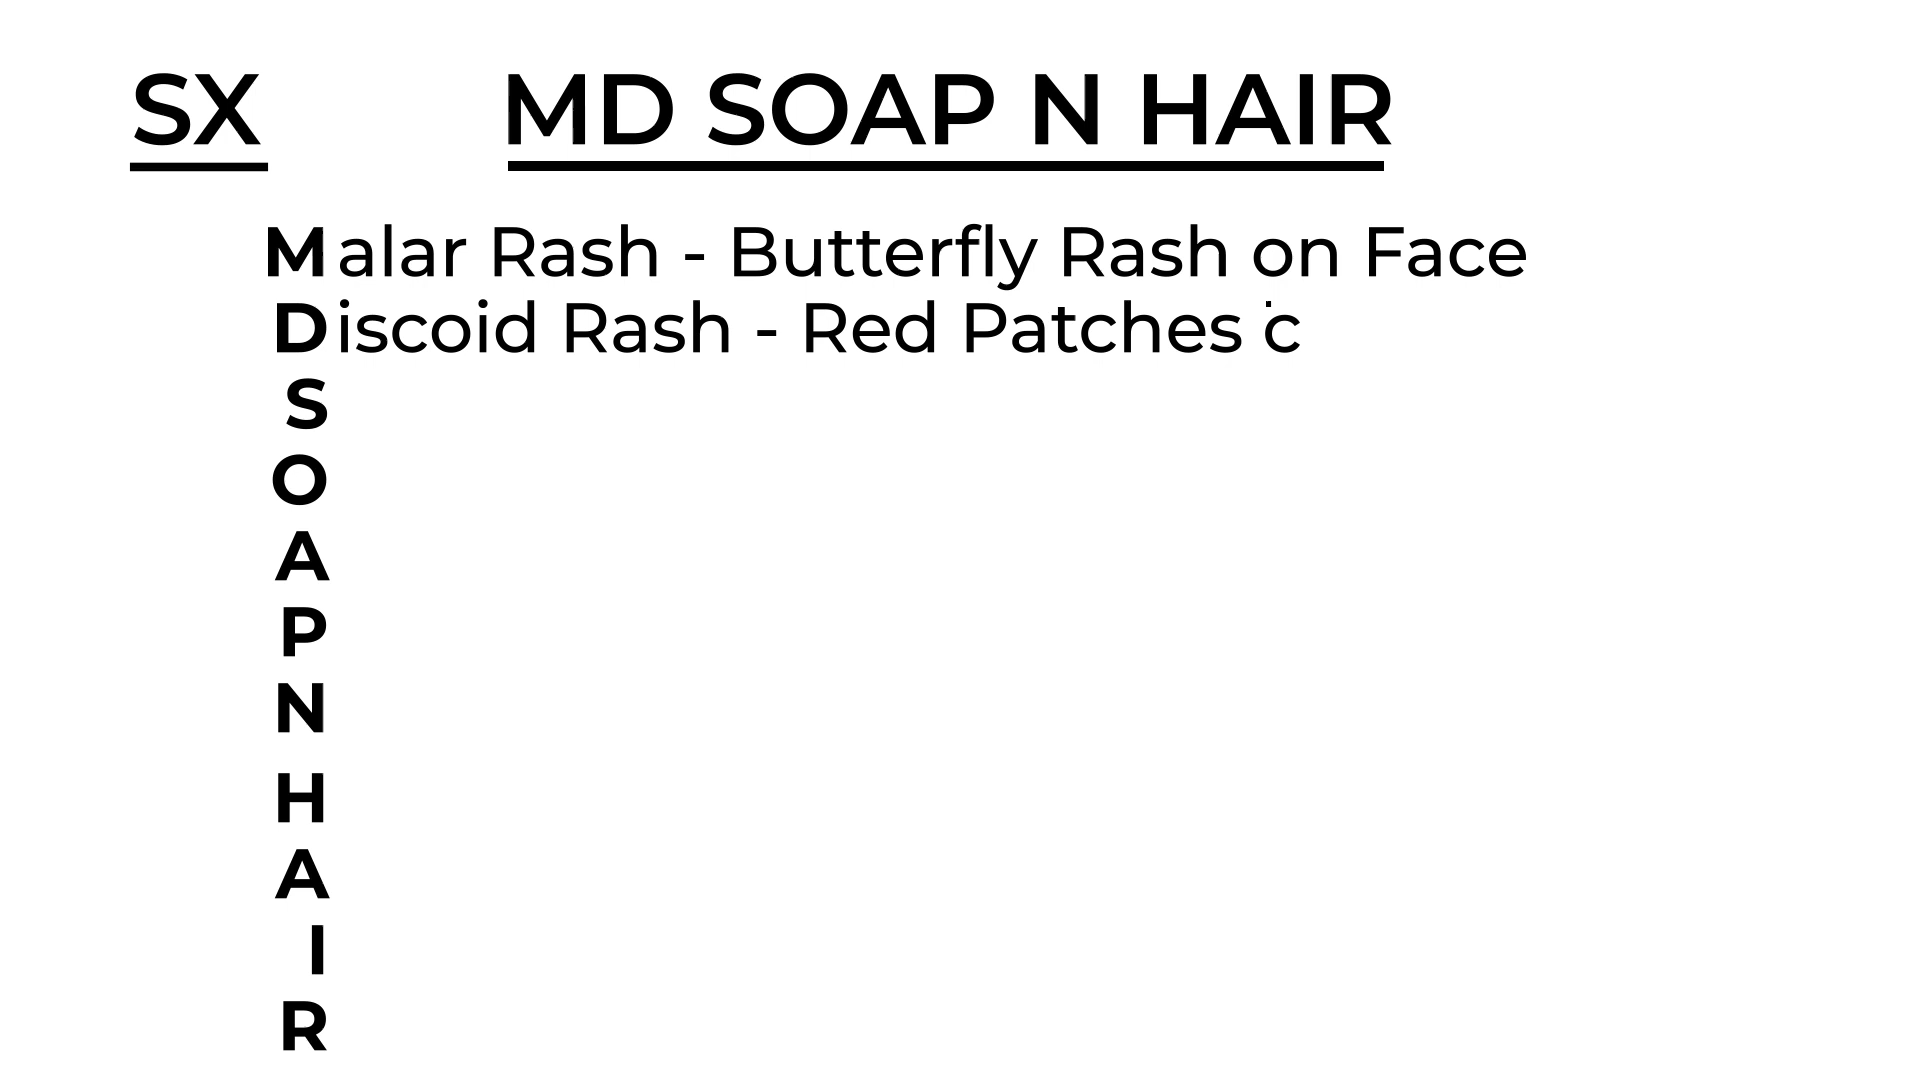 SX MD SOAP N HAIR
Malar Rash - Butterfly Rash on Face
Discoid Rash - Red Patches
S
O
A
P
N
H
A
I
R